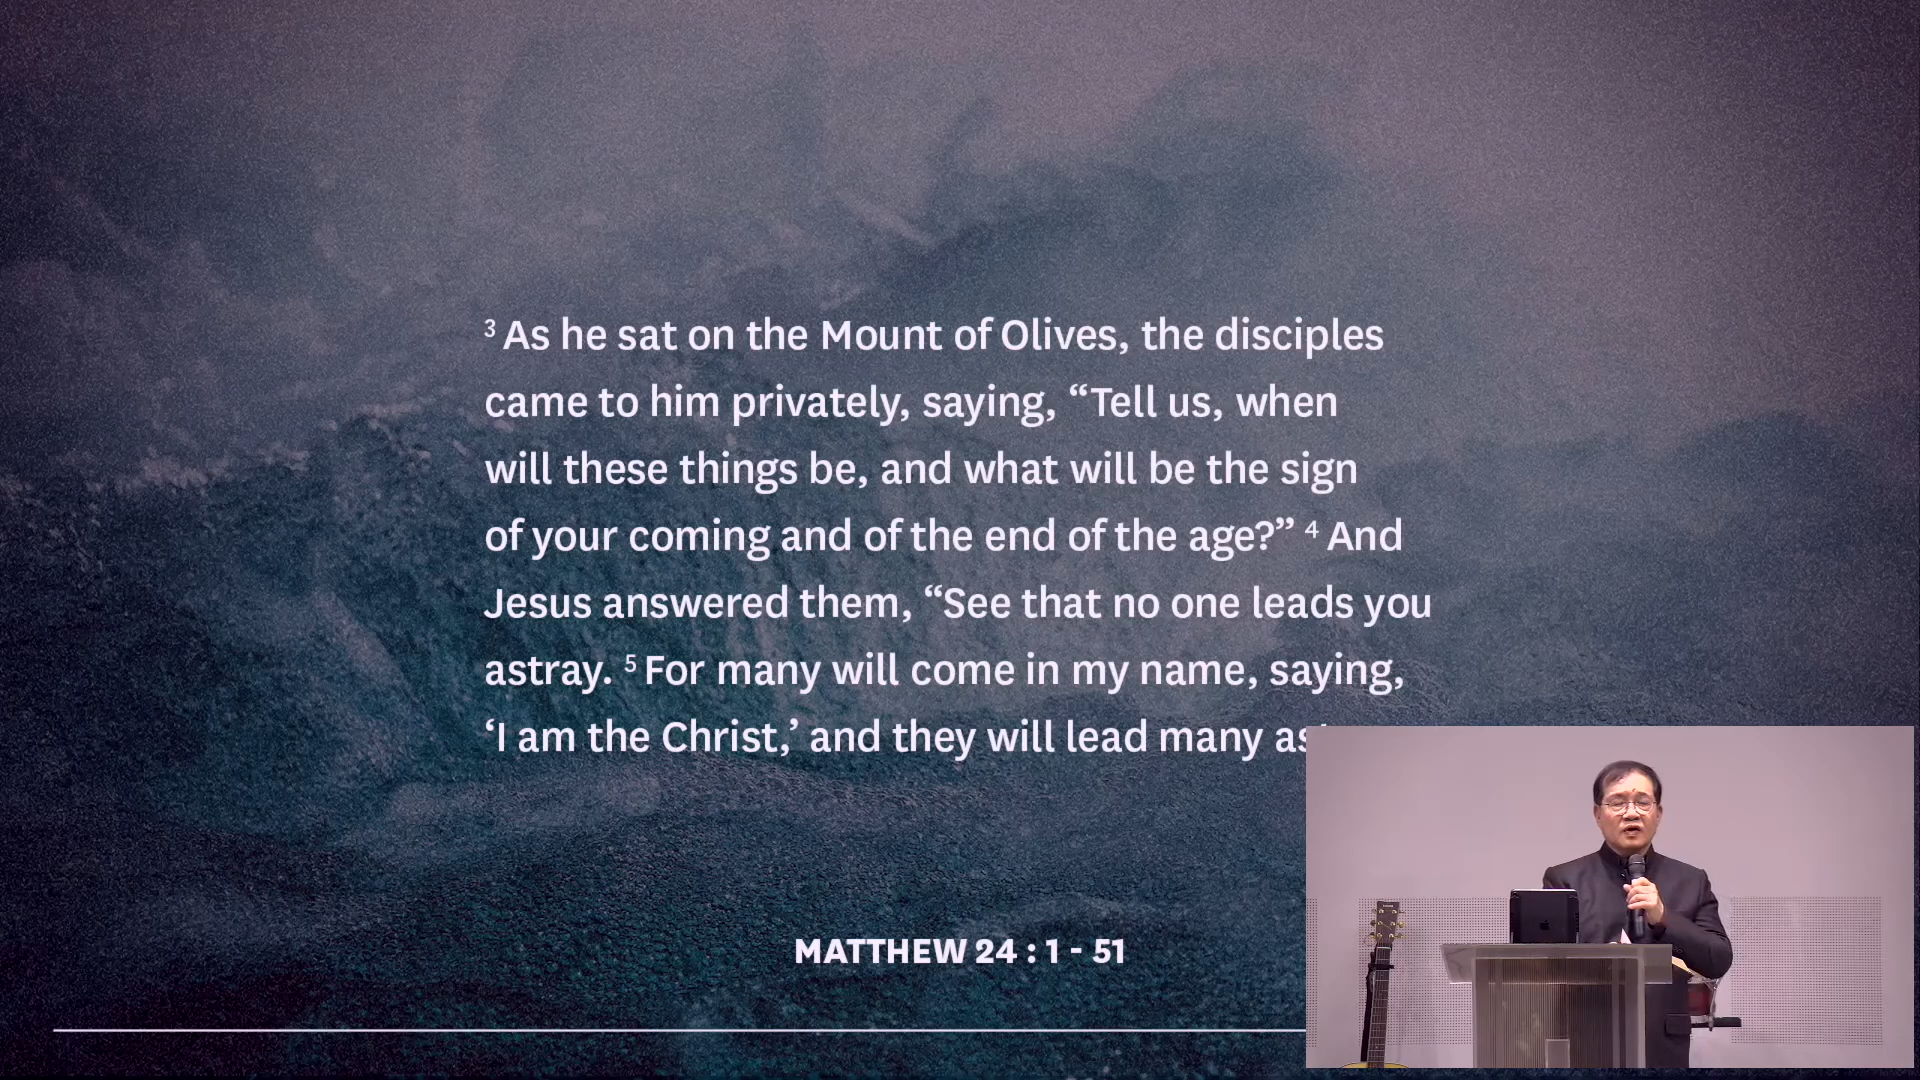 ³ As he sat on the Mount of Olives, the disciples
came to him privately, saying, “Tell us, when
will these things be, and what will be the sign
of your coming and of the end of the age?” ⁴ And
Jesus answered them, “See that no one leads you
astray. ⁵ For many will come in my name, saying,
‘I am the Christ,’ and they will lead many
MATTHEW 24 : 1 - 51